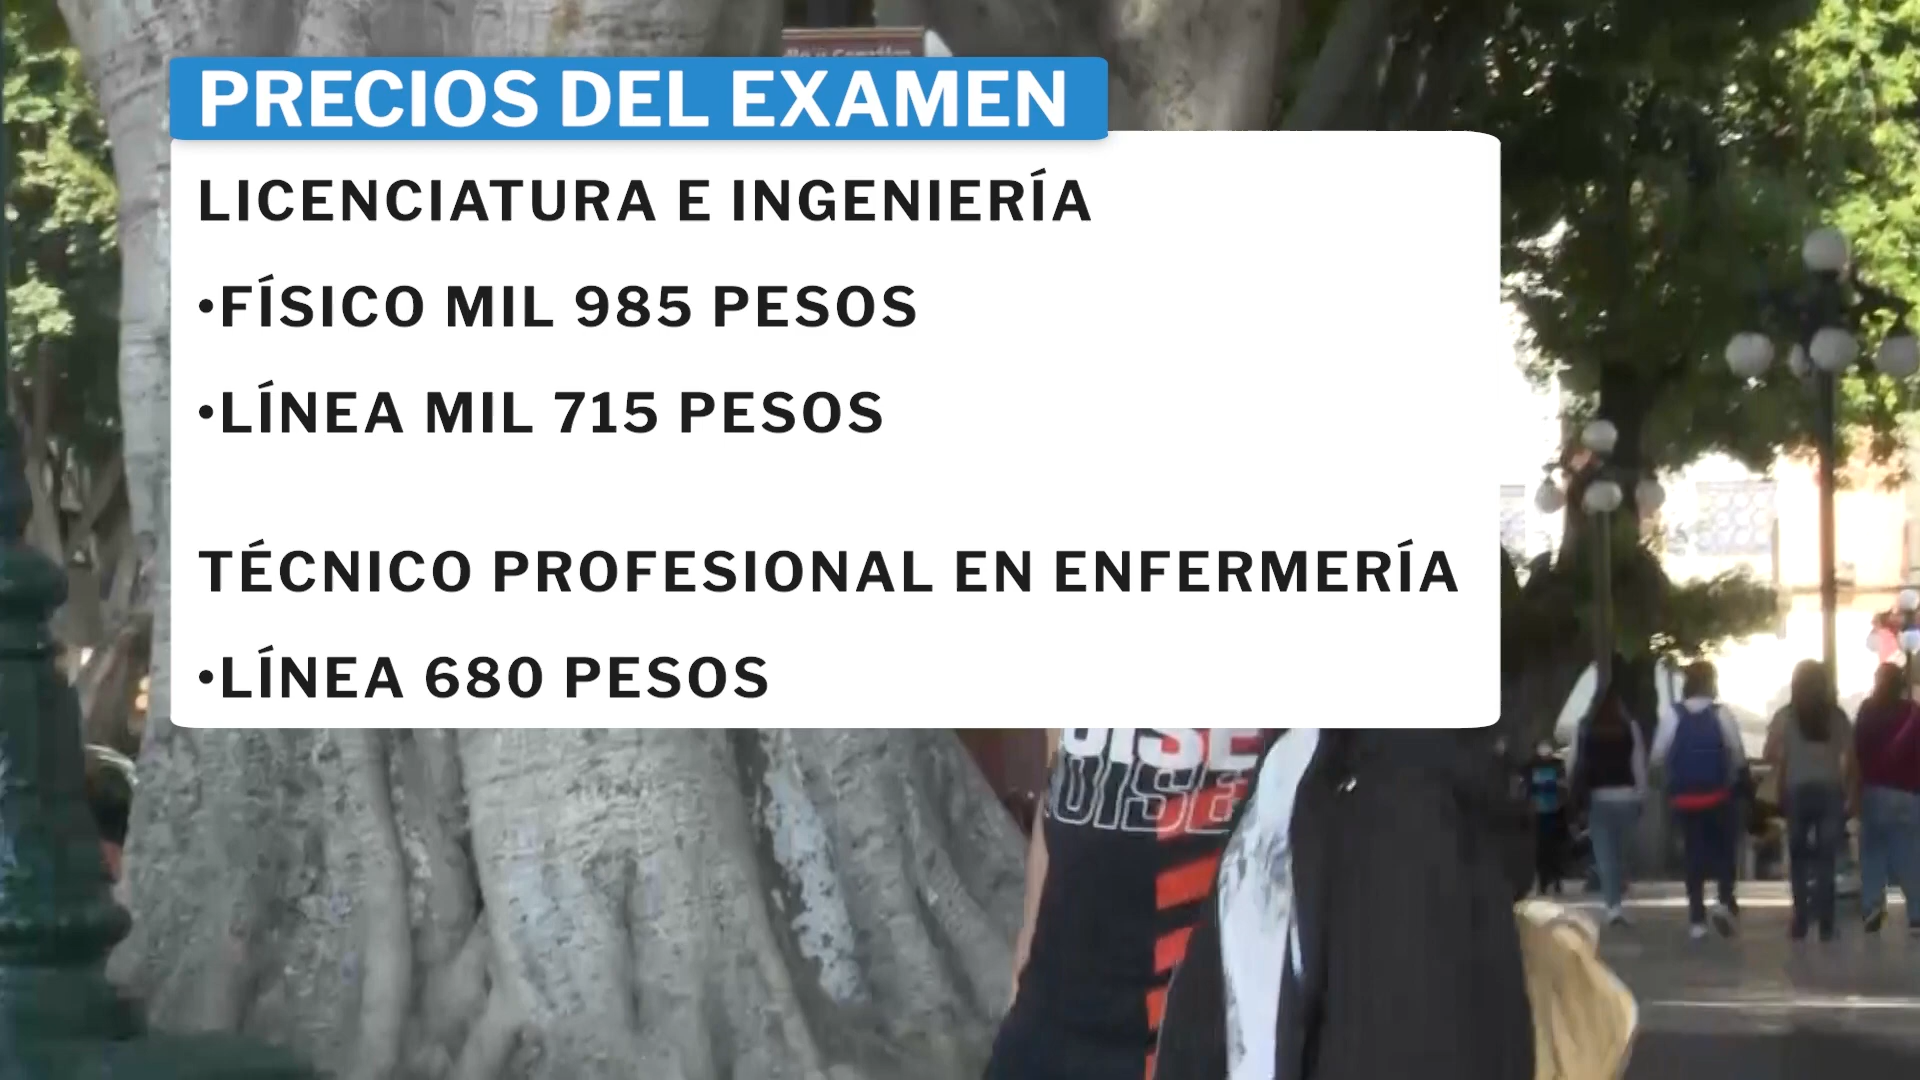 PRECIOS DEL EXAMEN
LICENCIATURA E INGENIERÍA
•FÍSICO MIL 985 PESOS
•LÍNEA MIL 715 PESOS
TÉCNICO PROFESIONAL EN ENFERMERÍA
•LÍNEA 680 PESOS